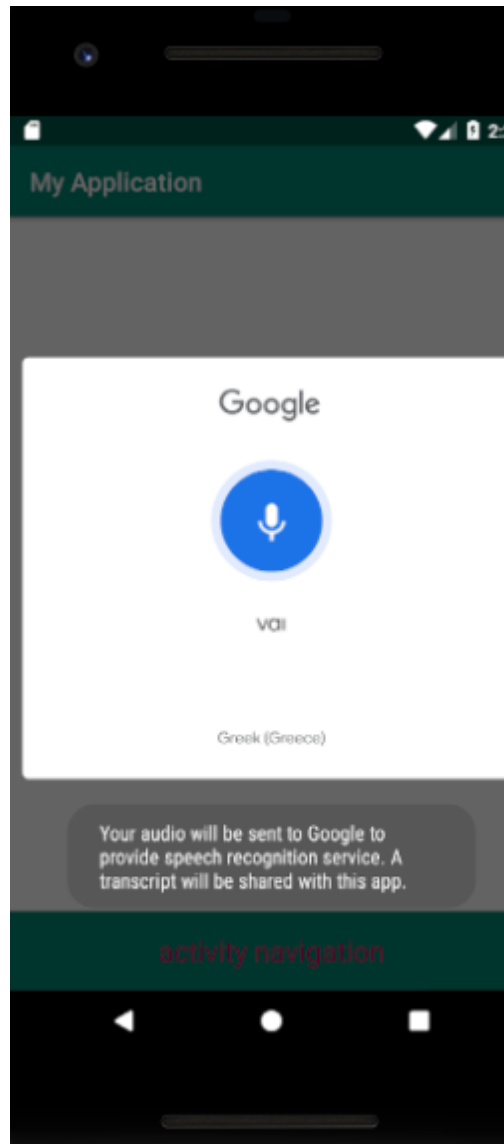 2:
My Application
Google
ναι
Greek (Greece)
Your audio will be sent to Google to
provide speech recognition service. A
transcript will be shared with this app.
activity navigation